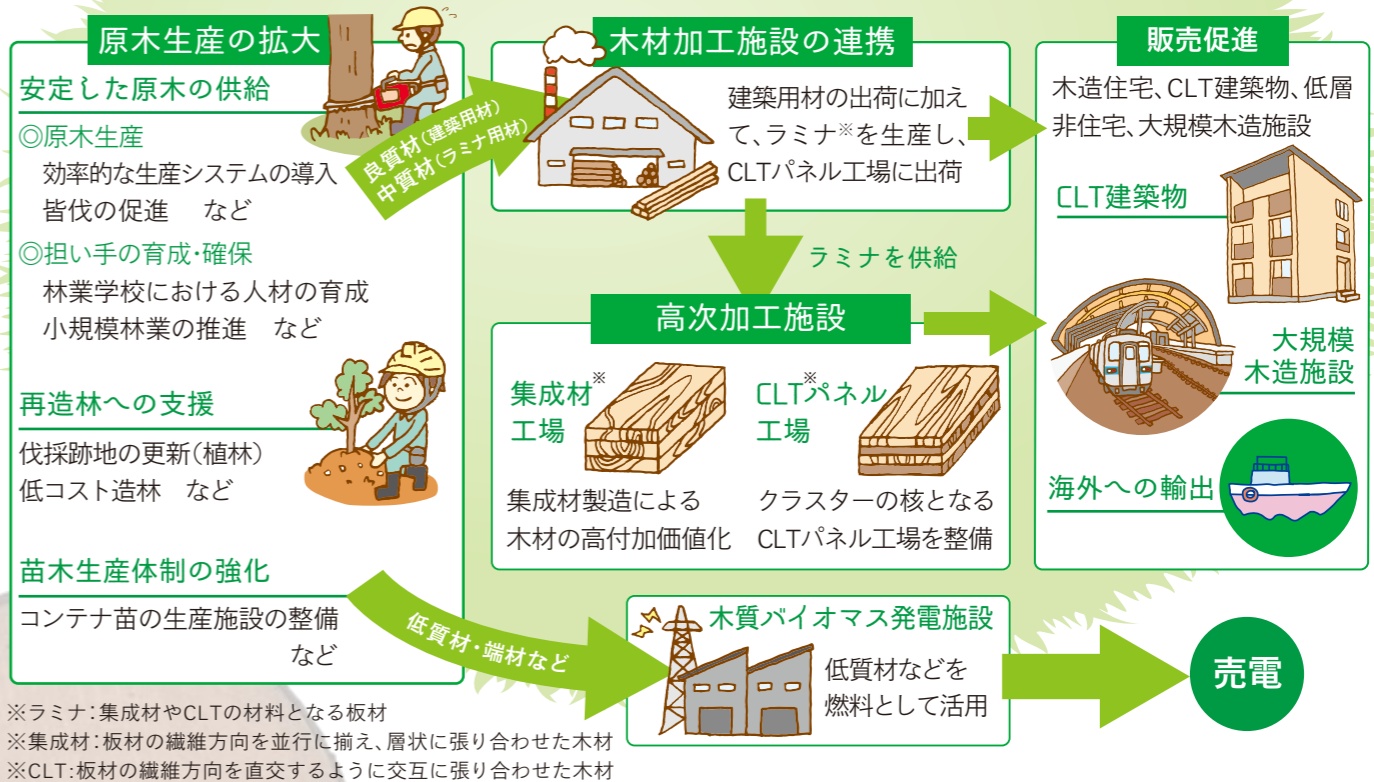 原木生産の拡大
安定した原木の供給
◎原木生産
効率的な生産システムの導入
皆伐の促進　など
◎担い手の育成・確保
林業学校における人材の育成
小規模林業の推進　など
再造林への支援
伐採跡地の更新(植林)
低コスト造林　など
苗木生産体制の強化
コンテナ苗の生産施設の整備
など
良質材(建築用材)
中質材(ラミナ用材)
木材加工施設の連携
建築用材の出荷に加え
て、ラミナ※を生産し、
CLTパネル工場に出荷
ラミナを供給
高次加工施設
集成材※
工場
集成材製造による
木材の高付加価値化
CLT※パネル
工場
クラスターの核となる
CLTパネル工場を整備
販売促進
木造住宅、CLT建築物、低層
非住宅、大規模木造施設
CLT建築物
大規模
木造施設
海外への輸出
低質材・端材など
木質バイオマス発電施設
低質材などを
燃料として活用
売電
※ラミナ:集成材やCLTの材料となる板材
※集成材:板材の繊維方向を並行に揃え、層状に張り合わせた木材
※CLT:板材の繊維方向を直交するように交互に張り合わせた木材